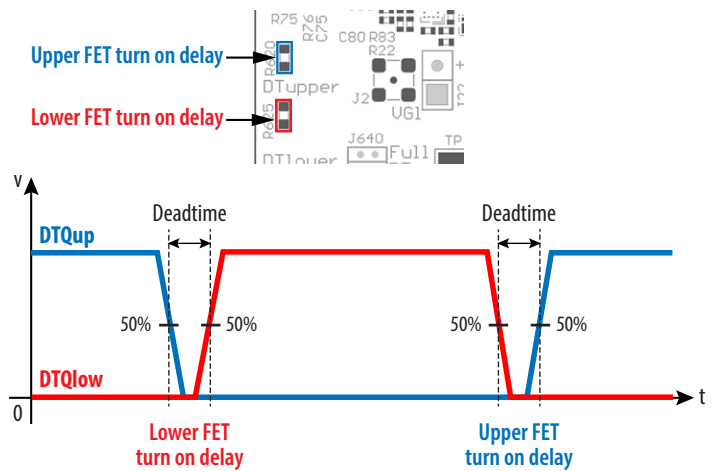 R75
R76
C75
C80 R83
R22
Upper FET turn on delay
R620
+
DTupper
J2
J22
VG1
Lower FET turn on delay
R625
J640
TP
Full
DTlower
V
Deadtime
Deadtime
DTQup
50%
50%
50%
50%
DTQlow
0
t
Lower FET
turn on delay
Upper FET
turn on delay